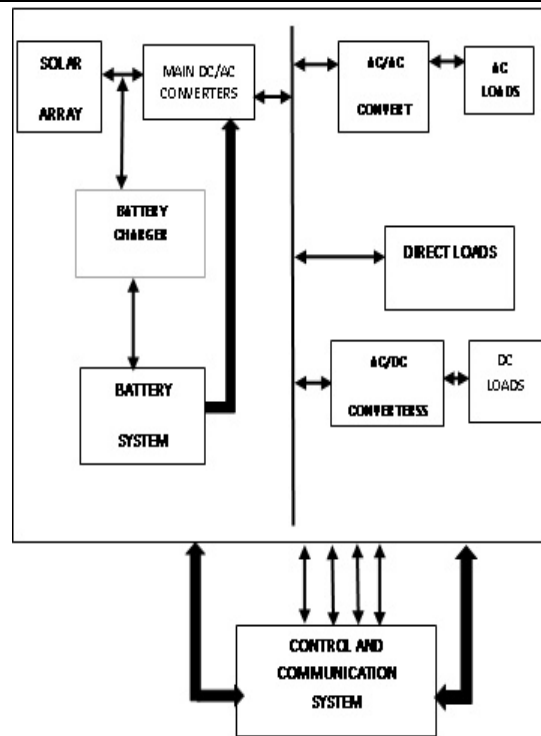 SOLAR
ARRAY
MAIN DC/AC
CONVERTERS
AC/AC
CONVERT
AC
LOADS
BATTERY
CHARGER
DIRECT LOADS
BATTERY
SYSTEM
AC/DC
CONVERTERSS
DC
LOADS
CONTROL AND
COMMUNICATION
SYSTEM